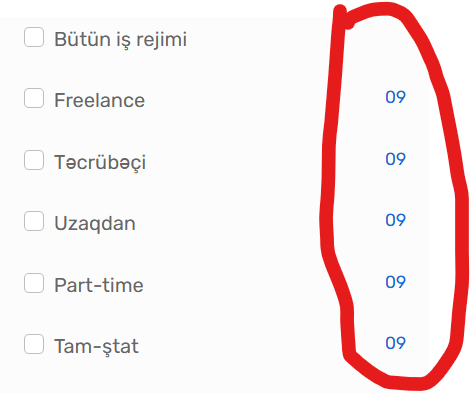 Bütün iş rejimi
Freelance 09
Təcrübəçi 09
Uzaqdan 09
Part-time 09
Tam-ştat 09